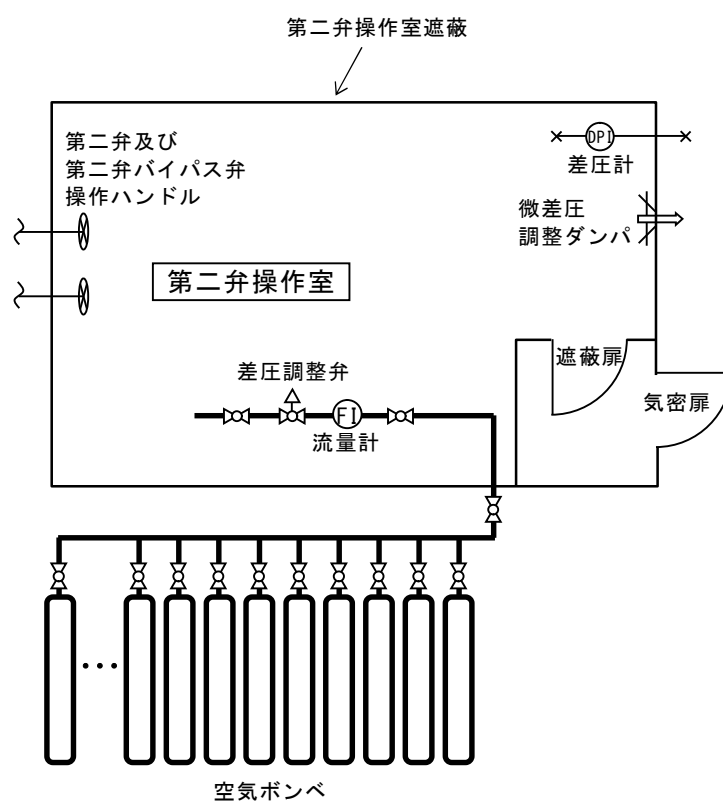 第二弁操作室遮蔽
第二弁及び
第二弁バイパス弁
操作ハンドル
DPI
差圧計
微差圧
調整ダンパ
第二弁操作室
遮蔽扉
気密扉
差圧調整弁
FI
流量計
空気ボンベ